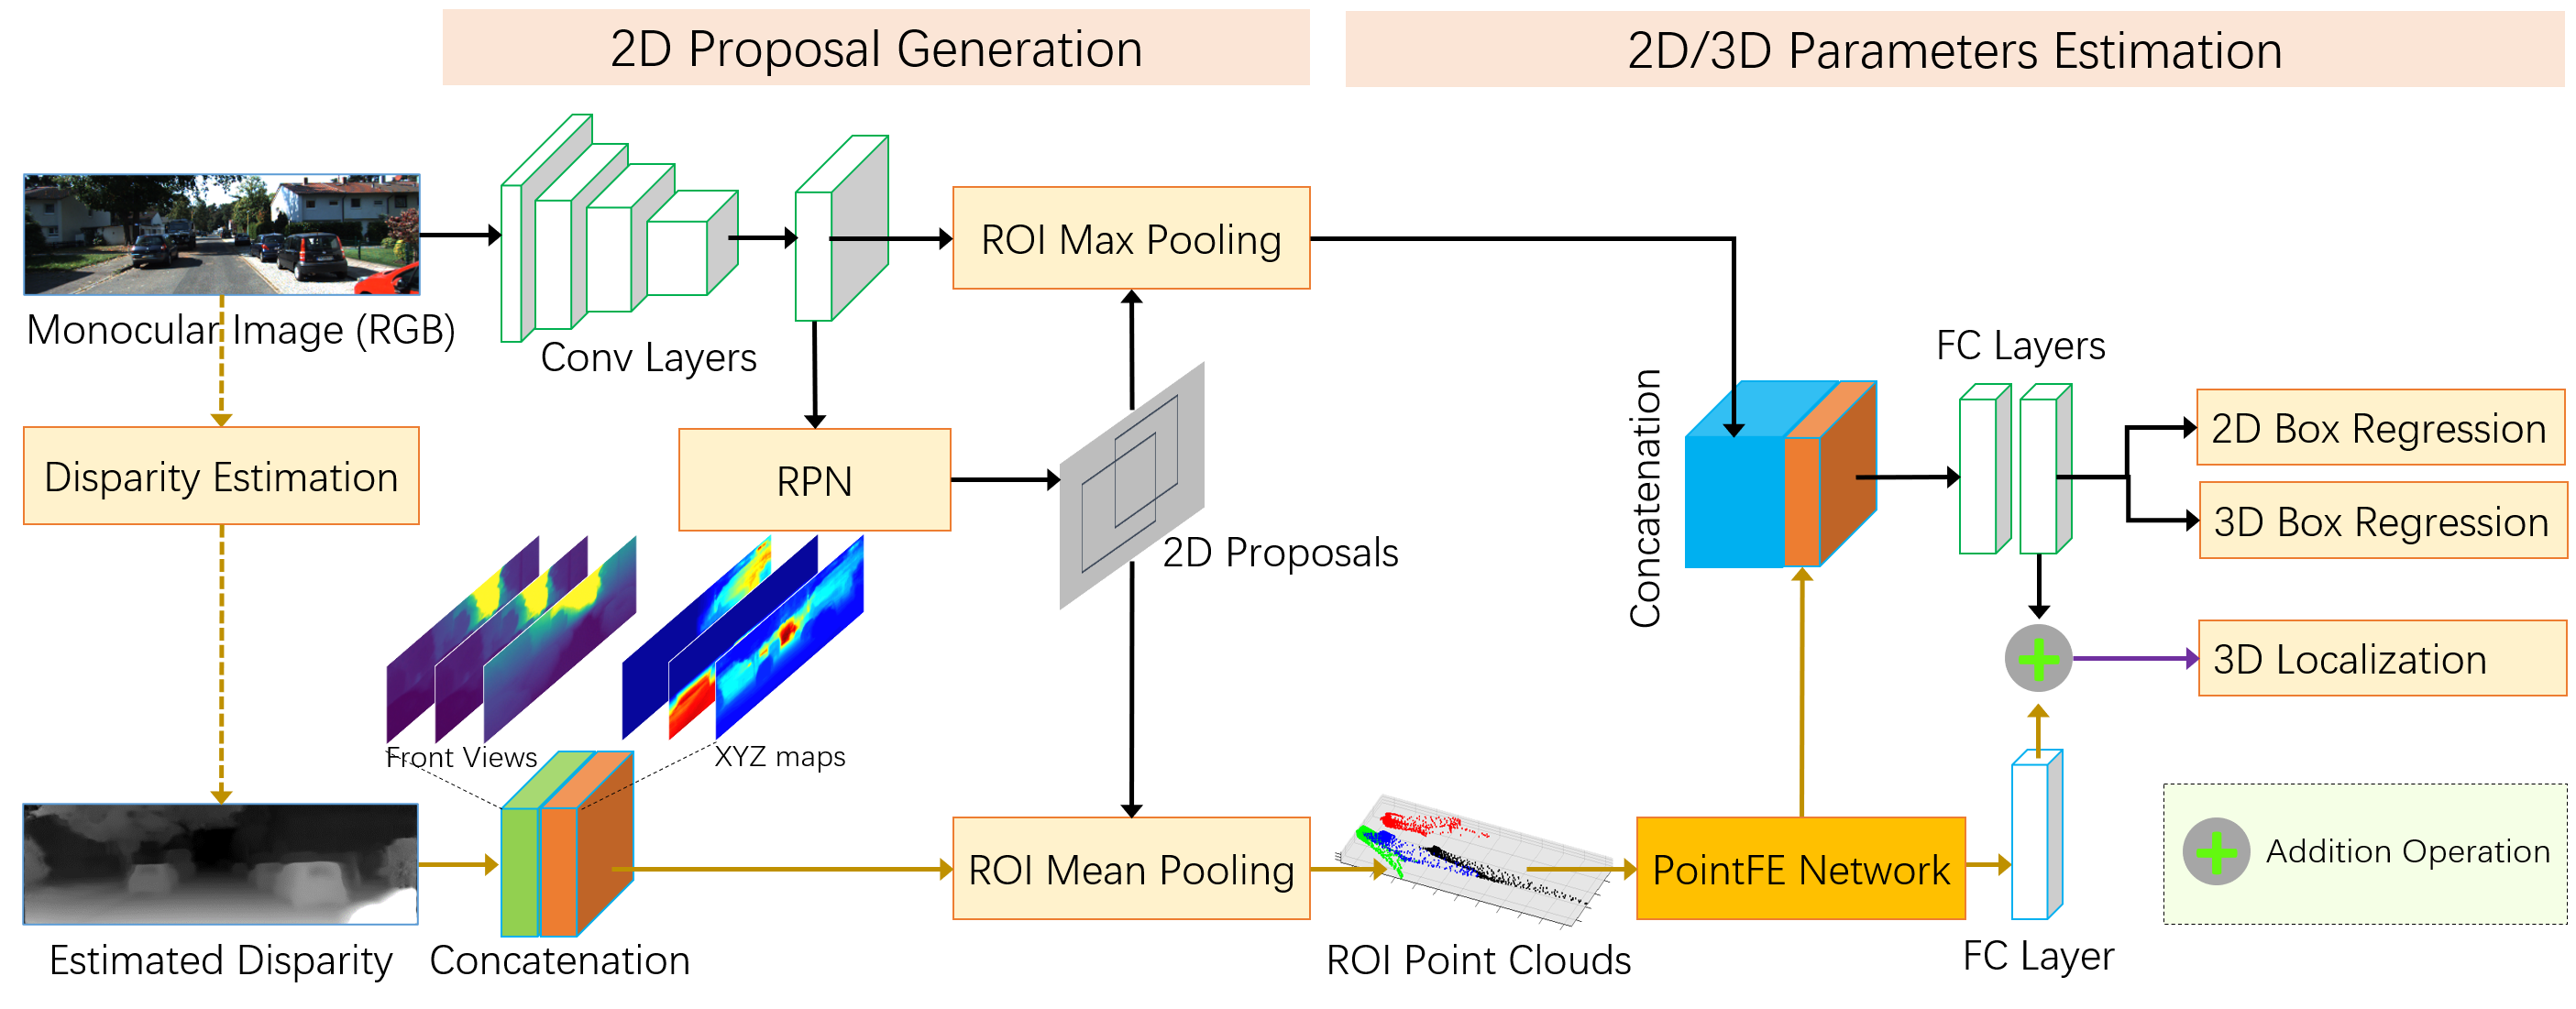 2D Proposal Generation
2D/3D Parameters Estimation
Monocular Image (RGB)
Conv Layers
ROI Max Pooling
Disparity Estimation
RPN
2D Proposals
Concatenation
FC Layers
2D Box Regression
3D Box Regression
3D Localization
Front Views
XYZ maps
Estimated Disparity
Concatenation
ROI Mean Pooling
ROI Point Clouds
PointFE Network
FC Layer
Addition Operation